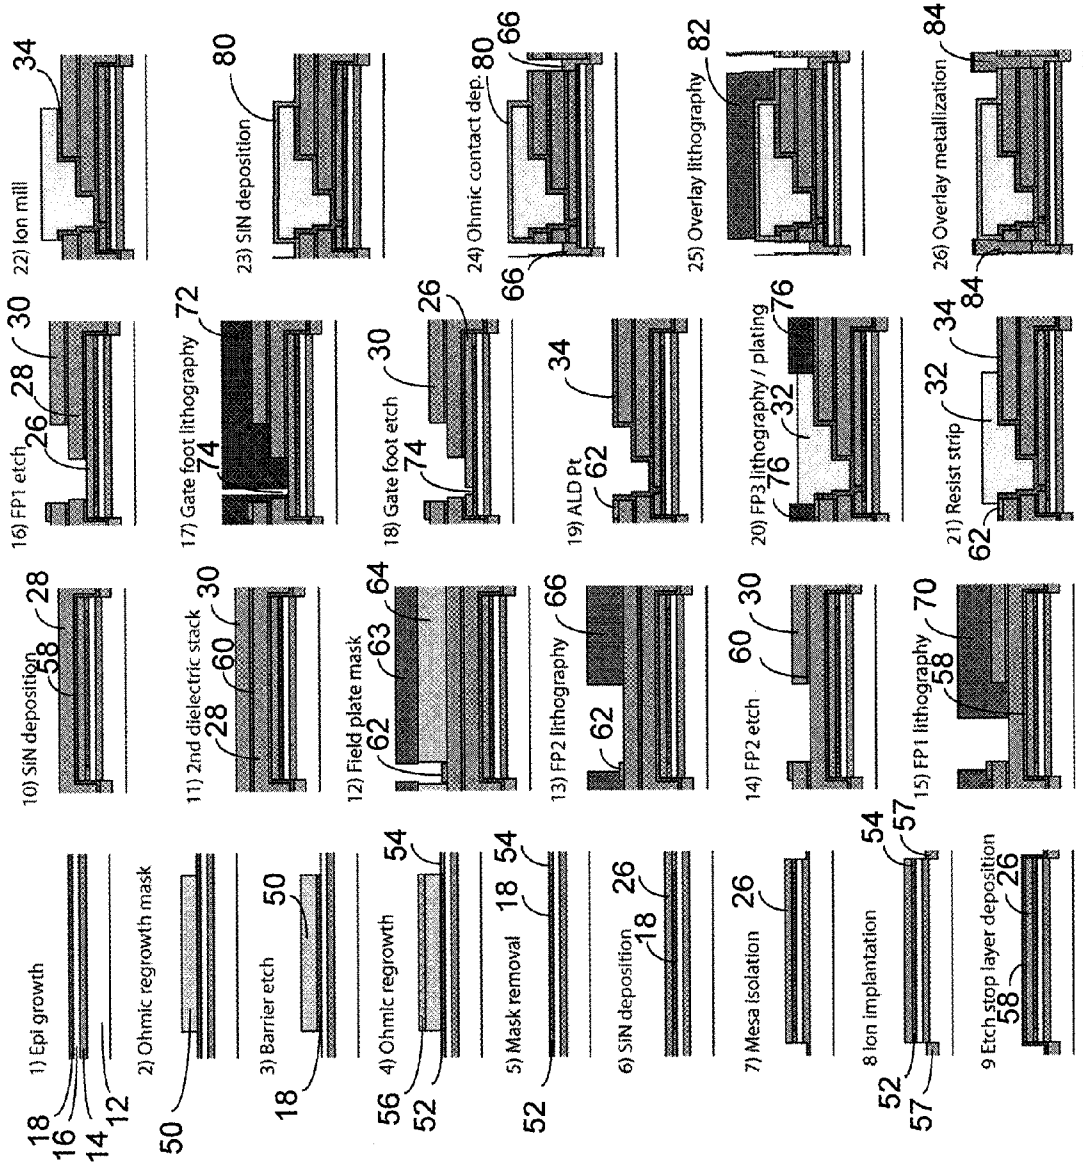 1) Epi growth
18
16
14
12
2) Ohmic regrowth mask
50
3) Barrier etch
18
50
4) Ohmic regrowth
56
52
54
5) Mask removal
52
18
54
6) SiN deposition
18
26
7) Mesa isolation
26
8 Ion implantation
52
57
54
57
9 Etch stop layer deposition
58
26
10) SiN deposition
58
28
11) 2nd dielectric stack
28
60
30
12) Field plate mask
62
63
64
13) FP2 lithography
62
66
14) FP2 etch
60
30
15) FP1 lithography
58
70
16) FP1 etch
26
28
30
17) Gate foot lithography
74
72
18) Gate foot etch
74
30
26
19) ALD Pt
62
34
20) FP3 lithography / plating
76
32
76
21) Resist strip
62
32
34
22) Ion mill
34
23) SiN deposition
80
24) Ohmic contact dep.
66
66
80
25) Overlay lithography
82
26) Overlay metallization
84
84